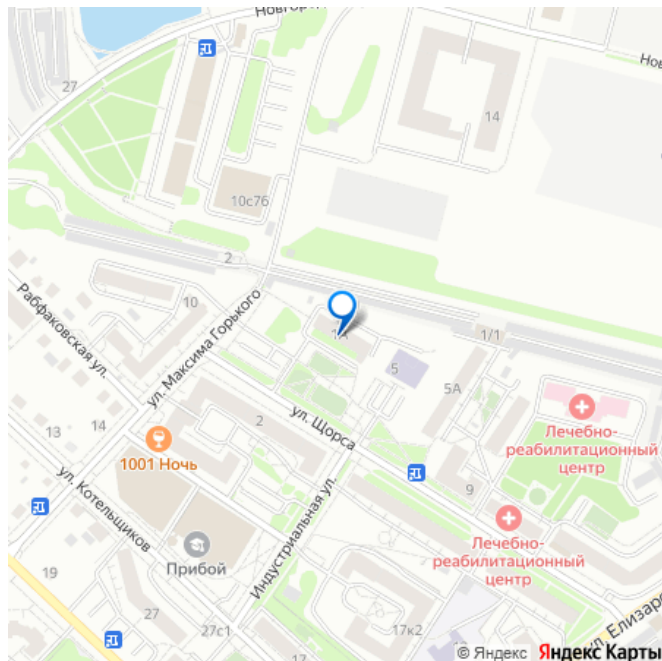 Новгород
Нов
27
14
10с76
2
10
Рабфаковская ул.
ул. Максима Горького
1А
1/1
5
5А
ул. Щорса
2
13
14
1001 Ночь
Лечебно-
реабилитационный
центр
9
ул. Котельщиков
Индустриальная ул.
Лечебно-
реабилитационный
центр
Прибой
19
27
27с1
17к2
17
ул. Елизаро
© Яндекс Яндекс Карты